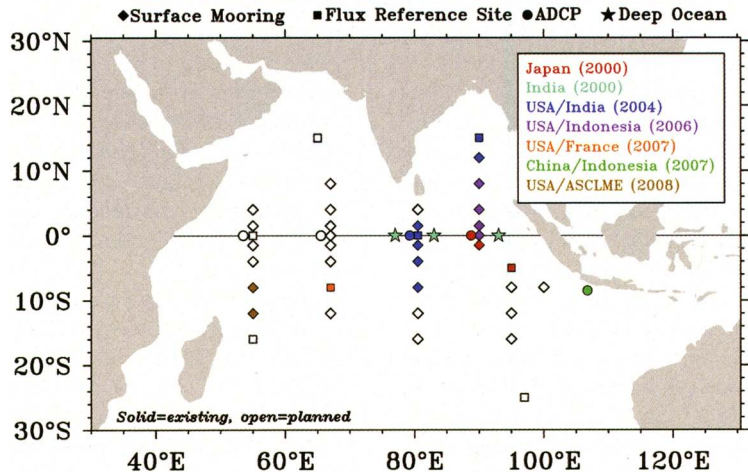 ◆Surface Mooring ■Flux Reference Site ●ADCP ★Deep Ocean
30°N
20°N
10°N
0°
10°S
20°S
30°S
Japan (2000)
India (2000)
USA/India (2004)
USA/Indonesia (2006)
USA/France (2007)
China/Indonesia (2007)
USA/ASCLME (2008)
Solid=existing, open=planned
40°E 60°E 80°E 100°E 120°E